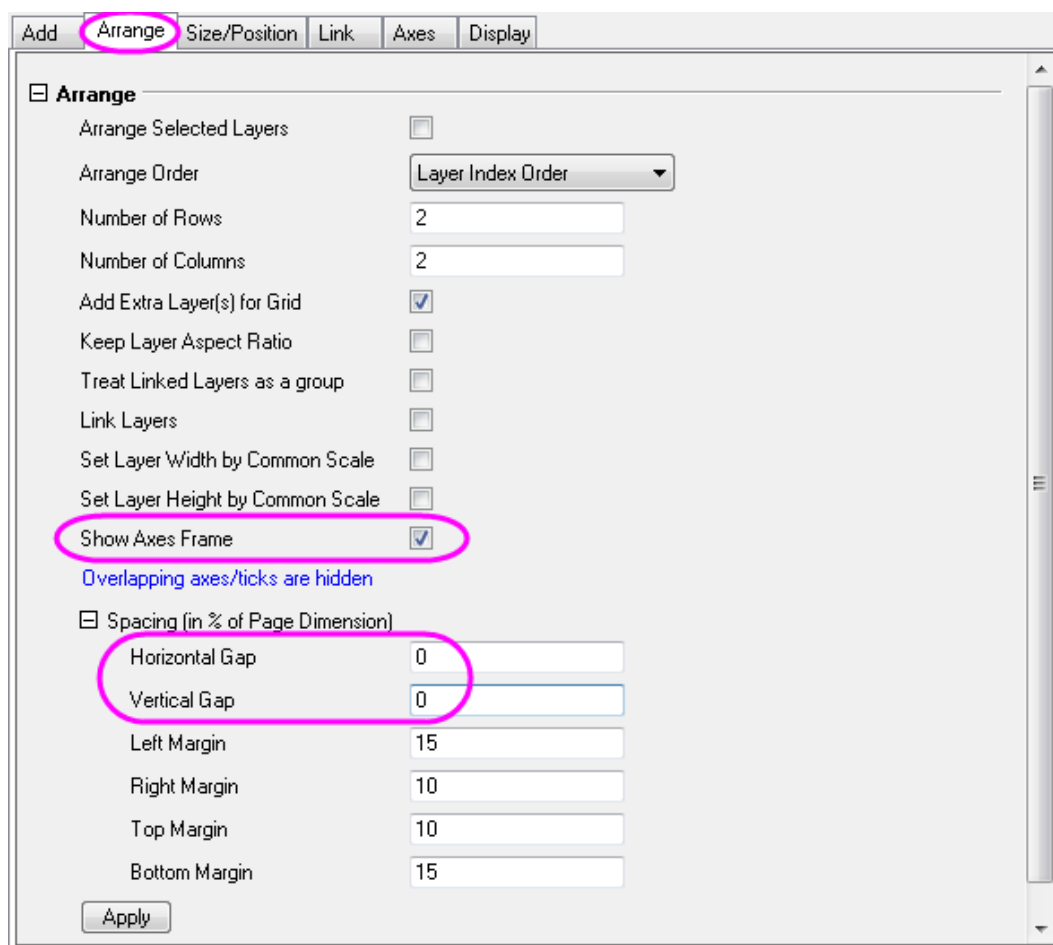 Add Arrange Size/Position Link Axes Display
Arrange
Arrange Selected Layers
Arrange Order Layer Index Order
Number of Rows 2
Number of Columns 2
Add Extra Layer(s) for Grid
Keep Layer Aspect Ratio
Treat Linked Layers as a group
Link Layers
Set Layer Width by Common Scale
Set Layer Height by Common Scale
Show Axes Frame
Overlapping axes/ticks are hidden
Spacing (in % of Page Dimension)
Horizontal Gap 0
Vertical Gap 0
Left Margin 15
Right Margin 10
Top Margin 10
Bottom Margin 15
Apply